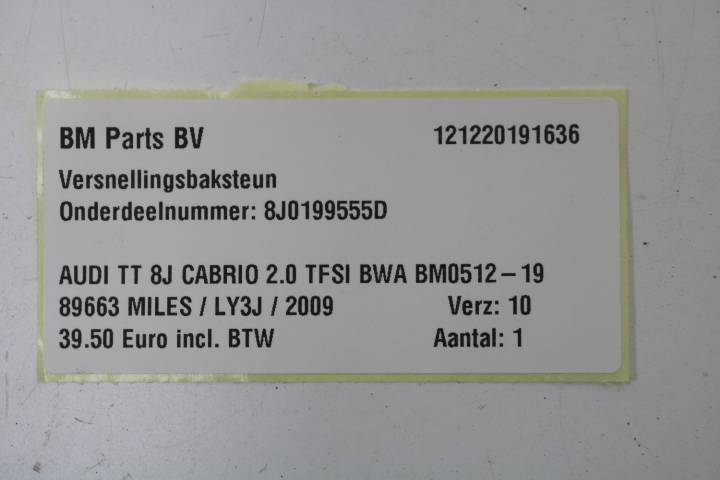 BM Parts BV 121220191636
Versnellingsbaksteun
Onderdeelnummer: 8J0199555D
AUDI TT 8J CABRIO 2.0 TFSI BWA BM0512-19
89663 MILES / LY3J / 2009 Verz: 10
39.50 Euro incl. BTW Aantal: 1